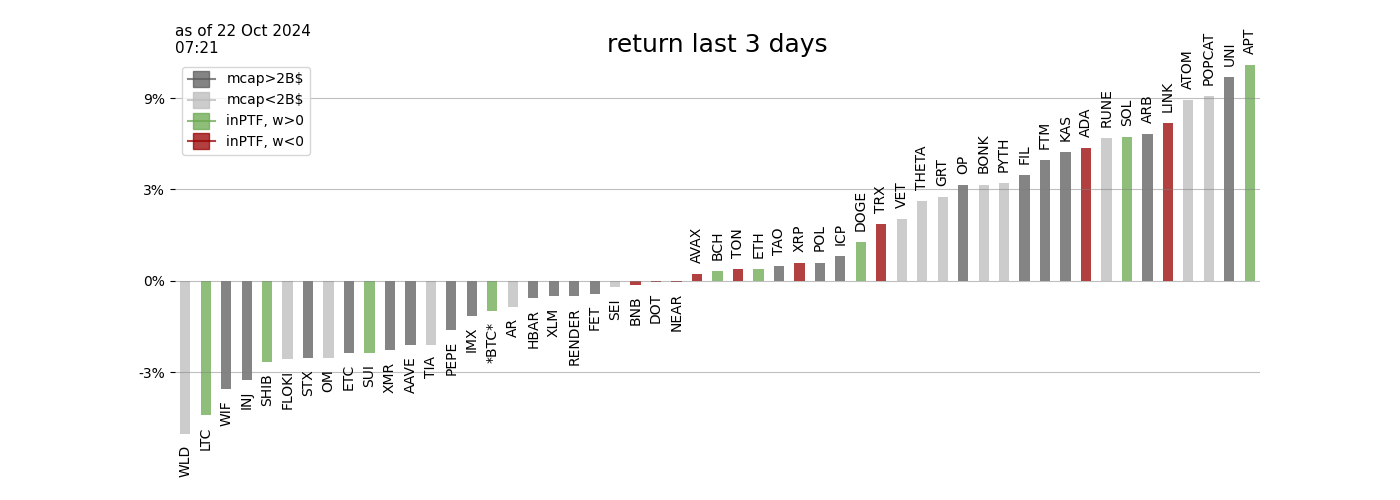 as of 22 Oct 2024
07:21
return last 3 days
mcap>2B$
mcap<2B$
inPTF, w>0
inPTF, w<0
9%
3%
0%
-3%
WLD
LTC
WIF
INJ
SHIB
FLOKI
STX
OM
ETC
SUI
XMR
AAVE
TIA
PEPE
IMX
*BTC*
AR
HBAR
XLM
RENDER
FET
SEI
BNB
DOT
NEAR
AVAX
BCH
TON
ETH
TAO
XRP
POL
ICP
DOGE
TRX
VET
THETA
GRT
OP
BONK
PYTH
FIL
FTM
KAS
ADA
RUNE
SOL
ARB
LINK
ATOM
POPCAT
UNI
APT